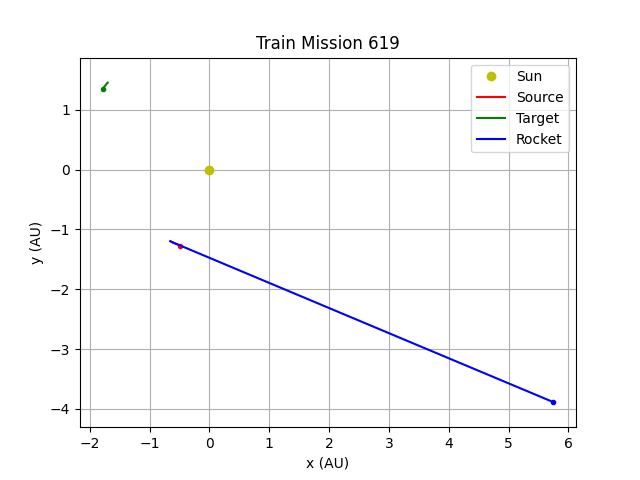 Train Mission 619
Sun
Source
Target
Rocket
1
0
−1
−2
−3
−4
y (AU)
−2
−1
0
1
2
3
4
5
6
x (AU)